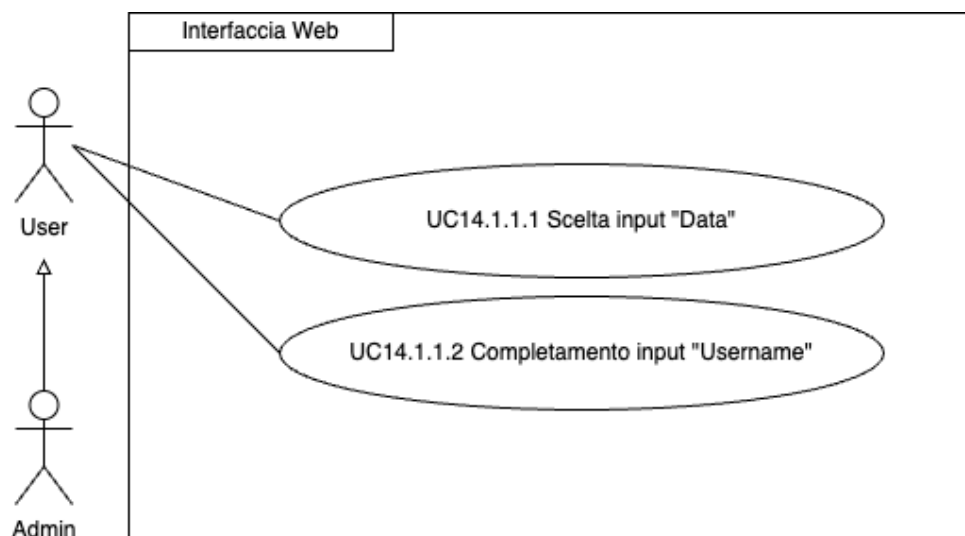 Interfaccia Web
User
UC14.1.1.1 Scelta input "Data"
UC14.1.1.2 Completamento input "Username"
Admin